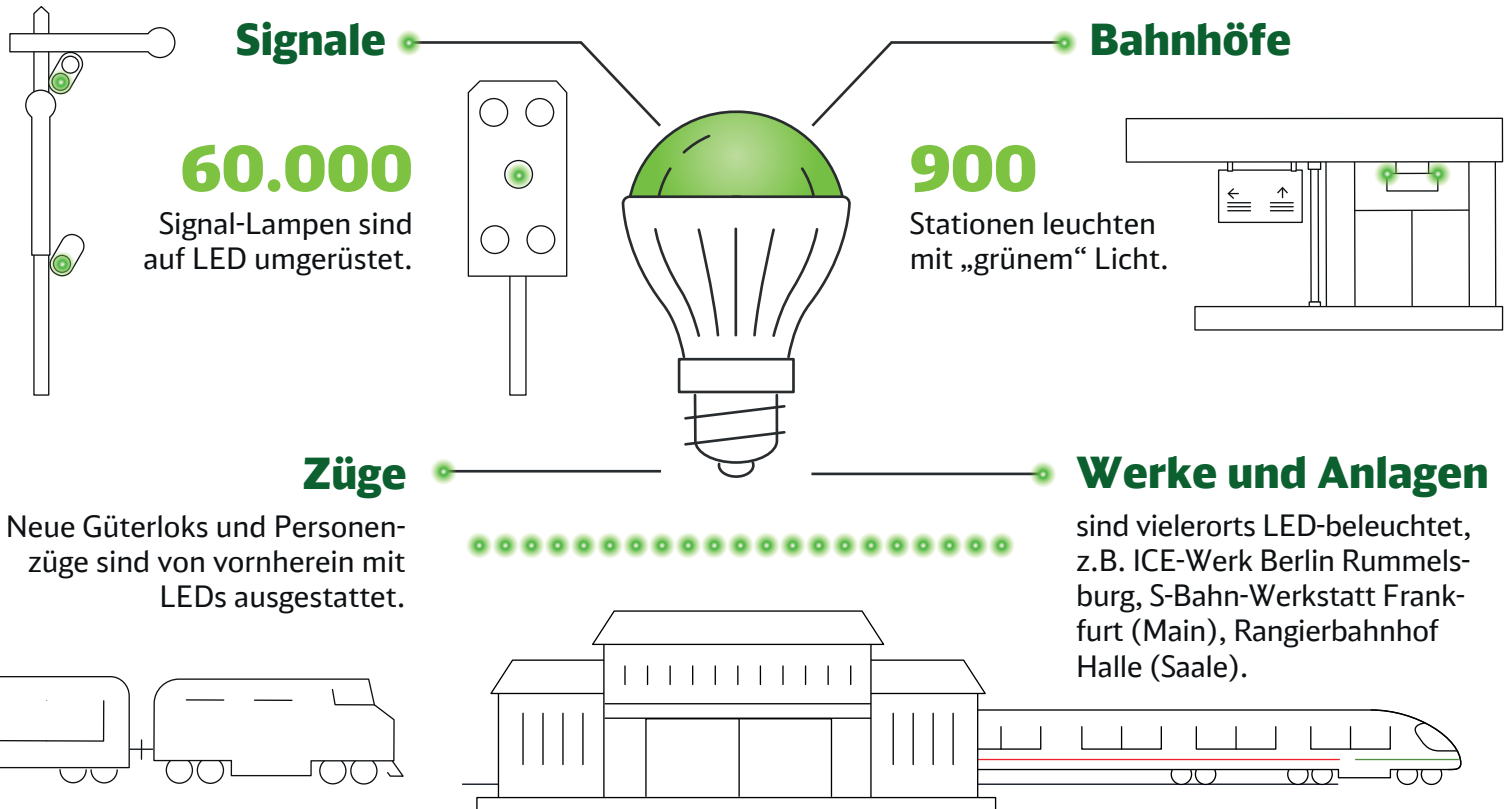 Signale
60.000
Signal-Lampen sind
auf LED umgerüstet.
Bahnhöfe
900
Stationen leuchten
mit „grünem“ Licht.
Züge
Neue Güterloks und Personen-
züge sind von vornherein mit
LEDs ausgestattet.
Werke und Anlagen
sind vielerorts LED-beleuchtet,
z.B. ICE-Werk Berlin Rummels-
burg, S-Bahn-Werkstatt Frank-
furt (Main), Rangierbahnhof
Halle (Saale).